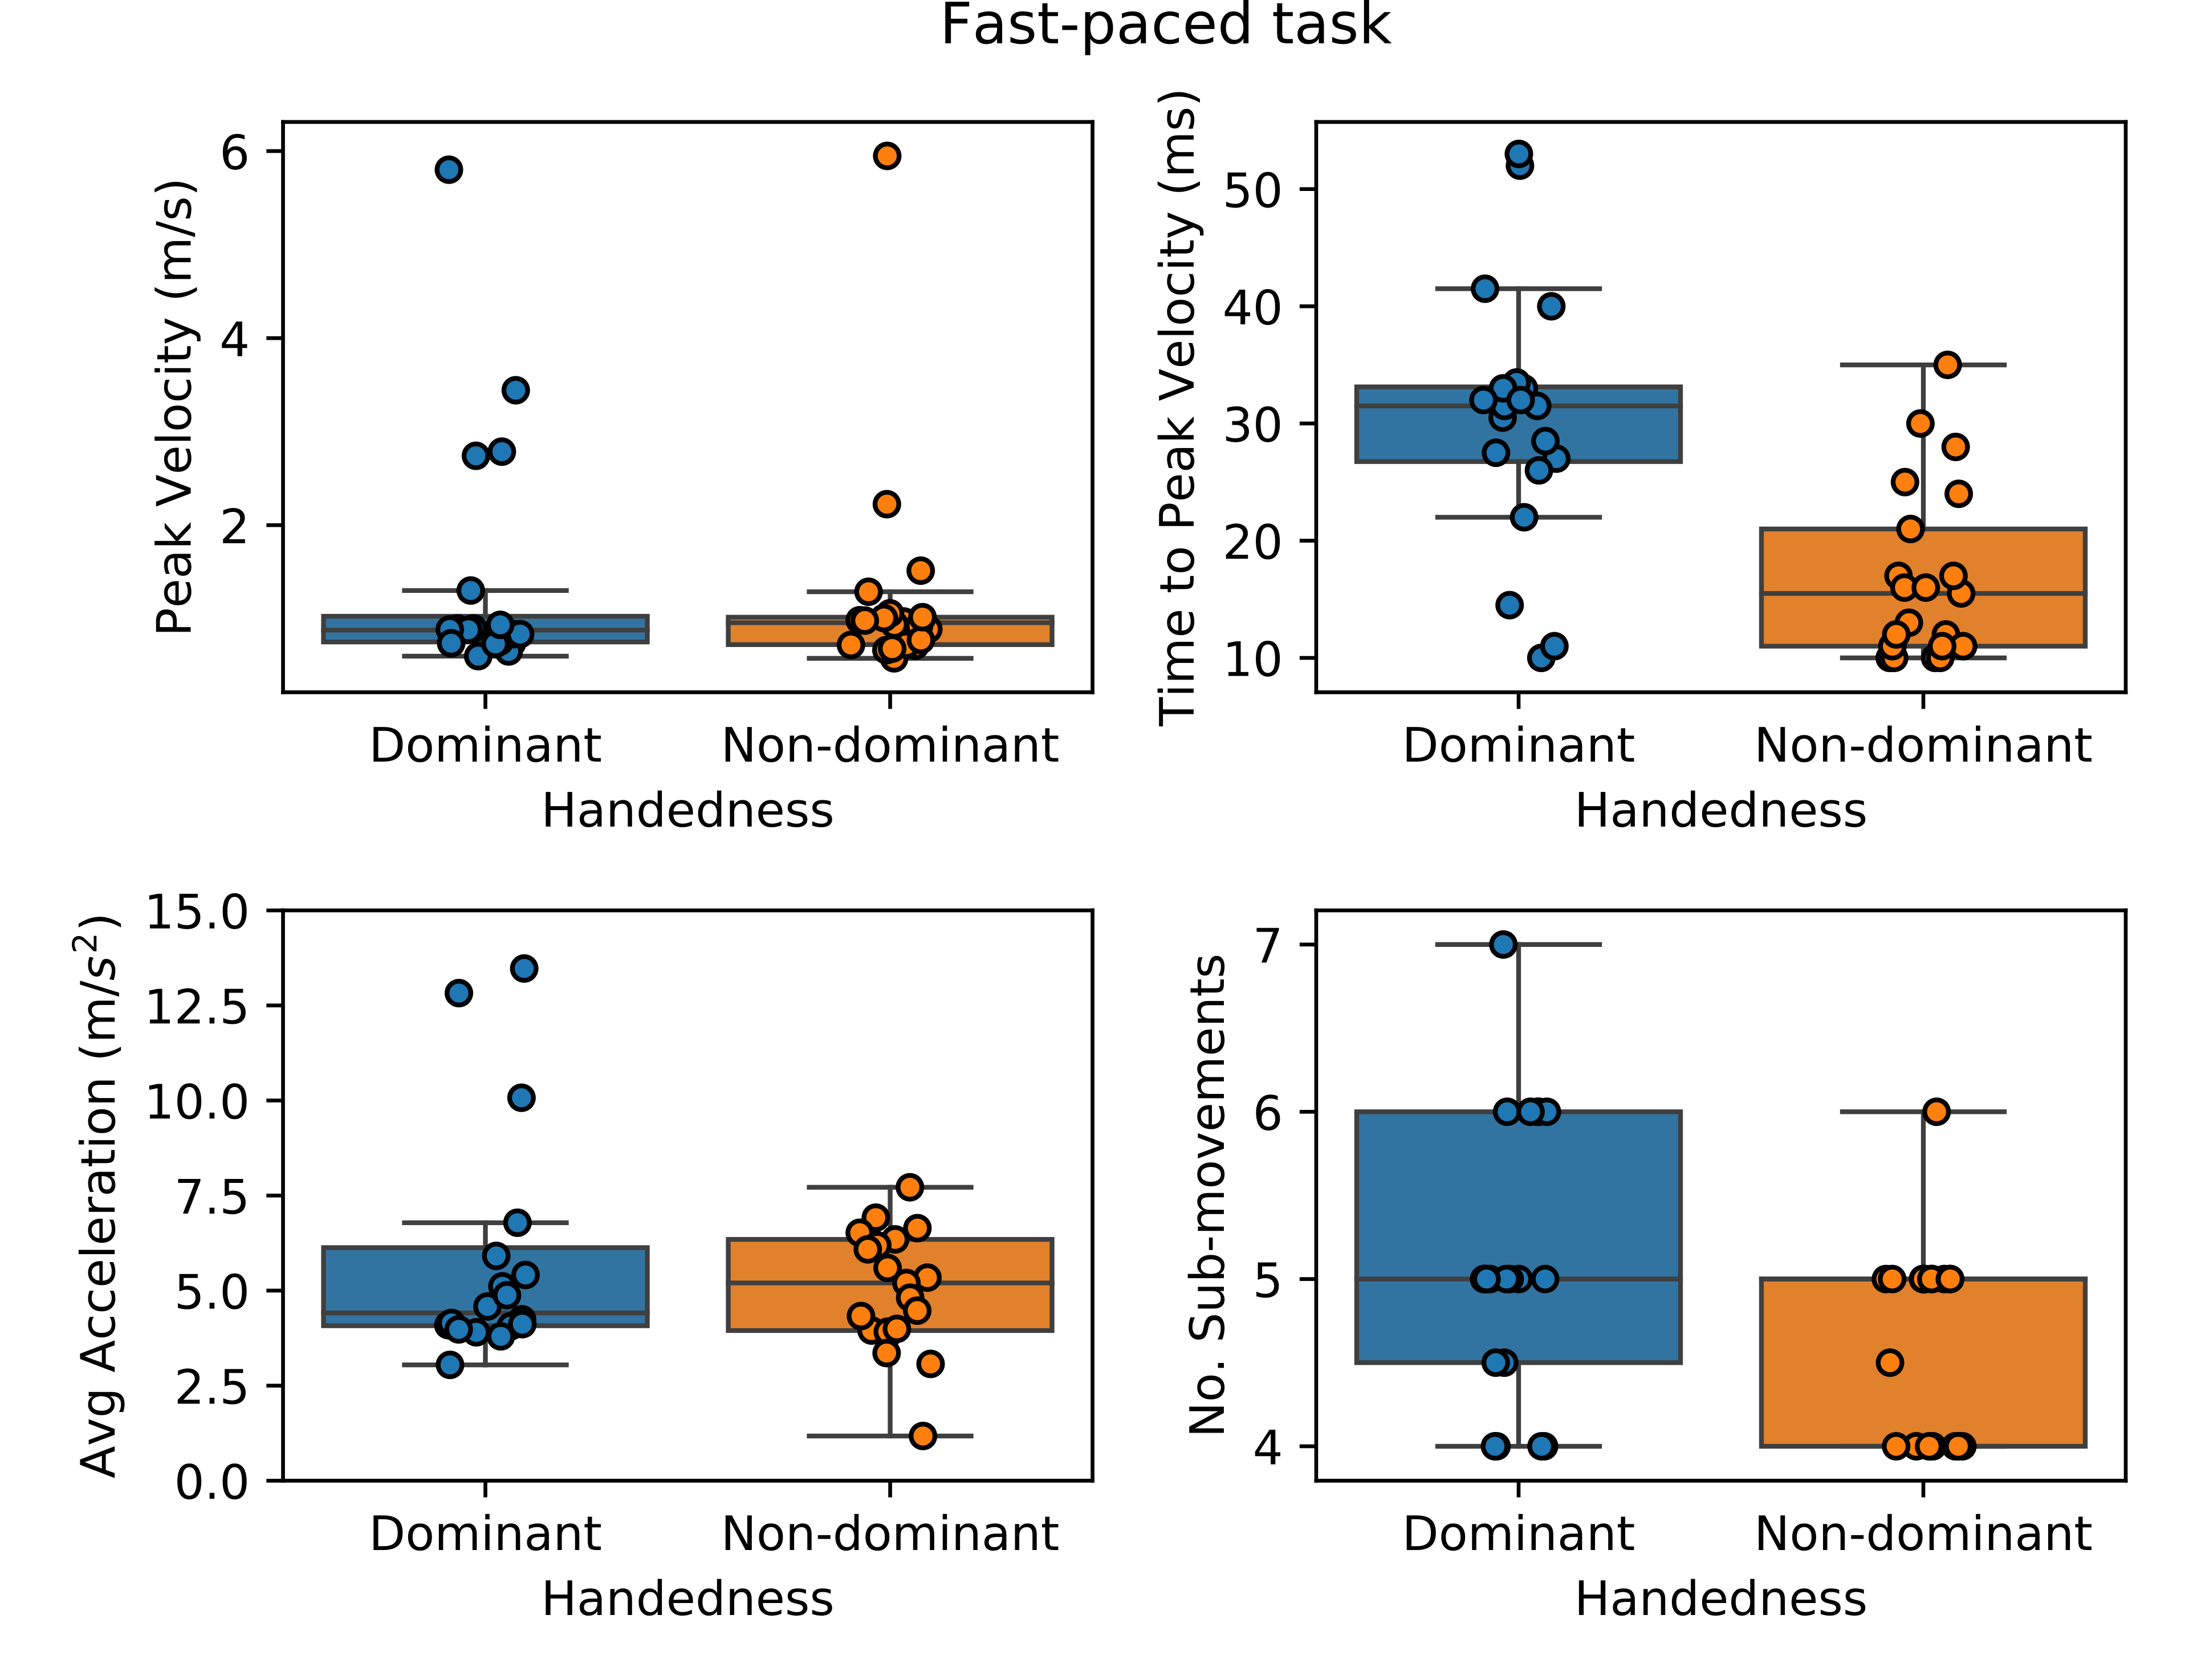 Fast-paced task
Peak Velocity (m/s)
6
4
2
Dominant Non-dominant
Handedness
Time to Peak Velocity (ms)
50
40
30
20
10
Dominant Non-dominant
Handedness
Avg Acceleration (m/s²)
15.0
12.5
10.0
7.5
5.0
2.5
0.0
Dominant Non-dominant
Handedness
No. Sub-movements
7
6
5
4
Dominant Non-dominant
Handedness